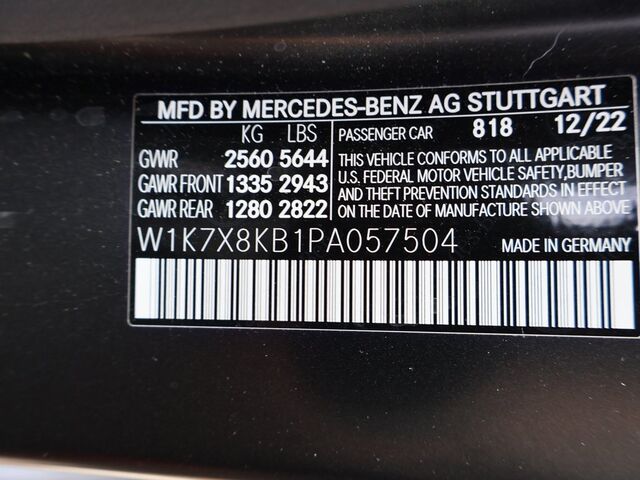 MFD BY MERCEDES-BENZ AG STUTTGART
KG LBS
GWWR 2560 5644
GAWR FRONT 1335 2943
GAWR REAR 1280 2822
PASSENGER CAR 818 12/22
THIS VEHICLE CONFORMS TO ALL APPLICABLE
U.S. FEDERAL MOTOR VEHICLE SAFETY,BUMPER
AND THEFT PREVENTION STANDARDS IN EFFECT
ON THE DATE OF MANUFACTURE SHOWN ABOVE
W1K7X8KB1PA057504
MADE IN GERMANY